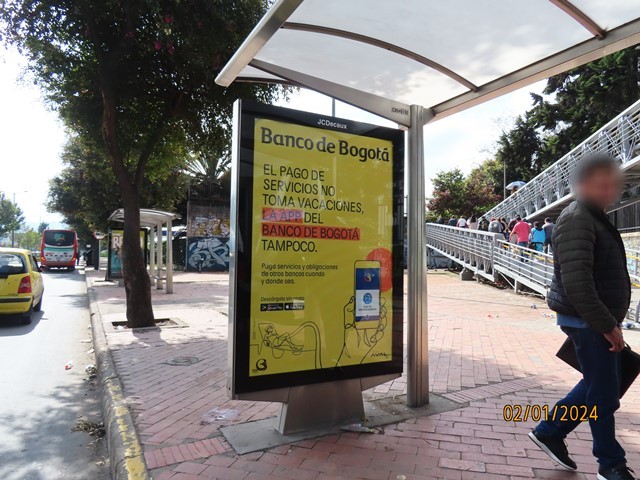 JCDecaux
Banco de Bogotá
EL PAGO DE
SERVICIOS NO
TOMA VACACIONES,
LA APP DEL
BANCO DE BOGOTÁ
TAMPOCO.
Paga servicios y obligaciones
de otros bancos cuando
y donde sea.
AVAL
02/01/2024